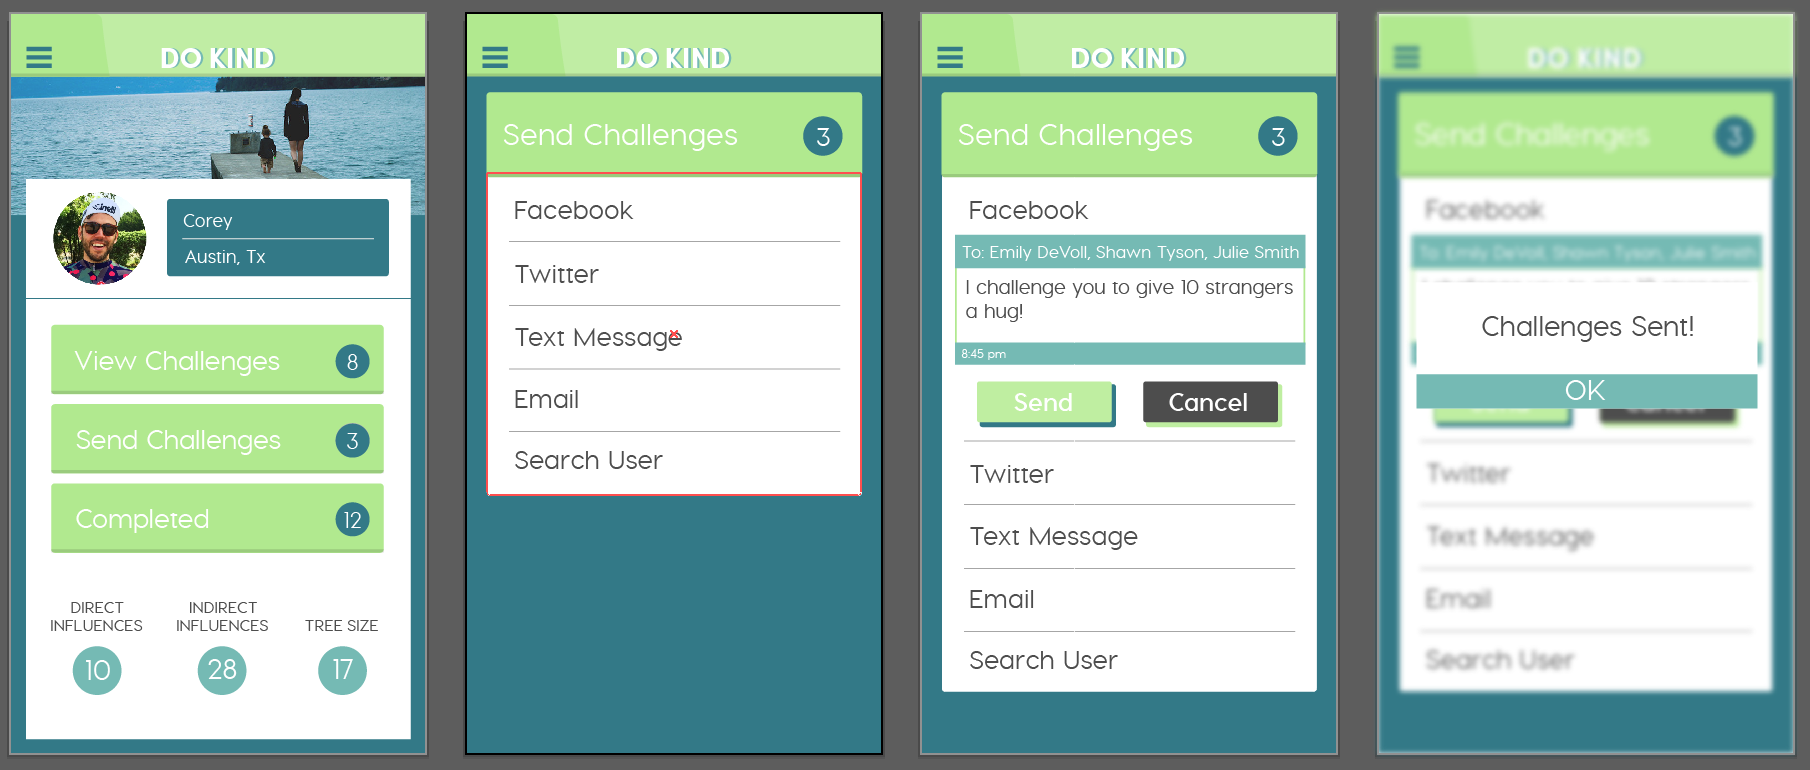 DO KIND
Corey
Austin, Tx
View Challenges
8
Send Challenges
3
Completed
12
DIRECT
INFLUENCES
10
INDIRECT
INFLUENCES
28
TREE SIZE
17
DO KIND
Send Challenges
3
Facebook
Twitter
Text Message
Email
Search User
DO KIND
Send Challenges
3
Facebook
To: Emily DeVoll, Shawn Tyson, Julie Smith
I challenge you to give 10 strangers
a hug!
8:45 pm
Send
Cancel
Twitter
Text Message
Email
Search User
DO KIND
Send Challenges
3
Facebook
To: Emily DeVoll, Shawn Tyson, Julie Smith
Challenges Sent!
OK
Twitter
Text Message
Email
Search User